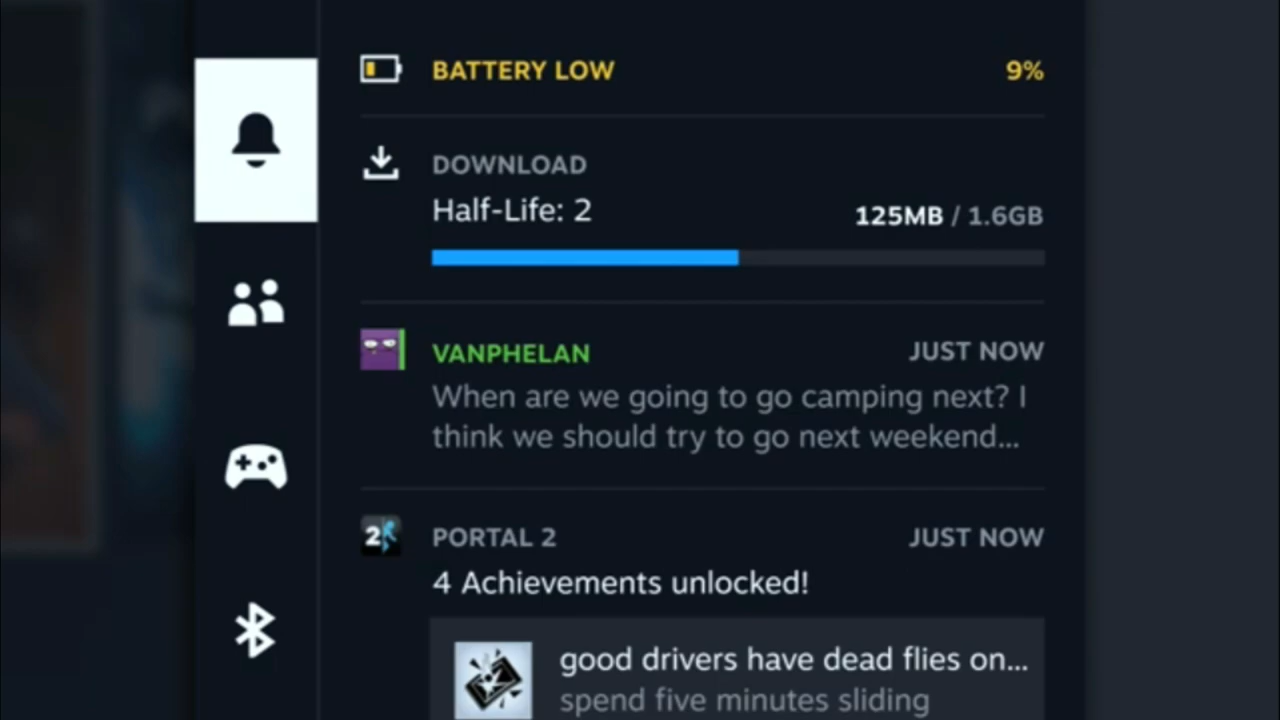 BATTERY LOW 9%
DOWNLOAD
Half-Life: 2 125MB / 1.6GB
VANPHELAN JUST NOW
When are we going to go camping next? I
think we should try to go next weekend...
2 PORTAL 2 JUST NOW
4 Achievements unlocked!
good drivers have dead flies on...
spend five minutes sliding